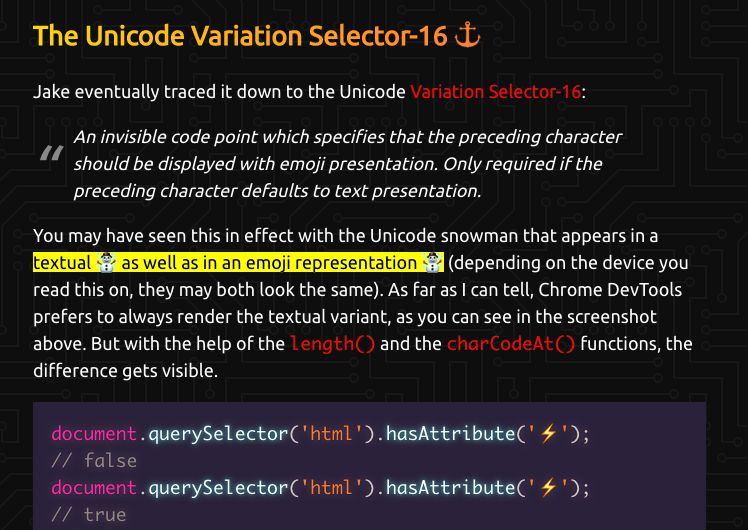 The Unicode Variation Selector-16 ⚓
Jake eventually traced it down to the Unicode Variation Selector-16:
“ An invisible code point which specifies that the preceding character
should be displayed with emoji presentation. Only required if the
preceding character defaults to text presentation.
You may have seen this in effect with the Unicode snowman that appears in a
textual ⛄ as well as in an emoji representation ⛄ (depending on the device you
read this on, they may both look the same). As far as I can tell, Chrome DevTools
prefers to always render the textual variant, as you can see in the screenshot
above. But with the help of the length() and the charCodeAt() functions, the
difference gets visible.
document.querySelector('html').hasAttribute('⚡');
// false
document.querySelector('html').hasAttribute('⚡');
// true